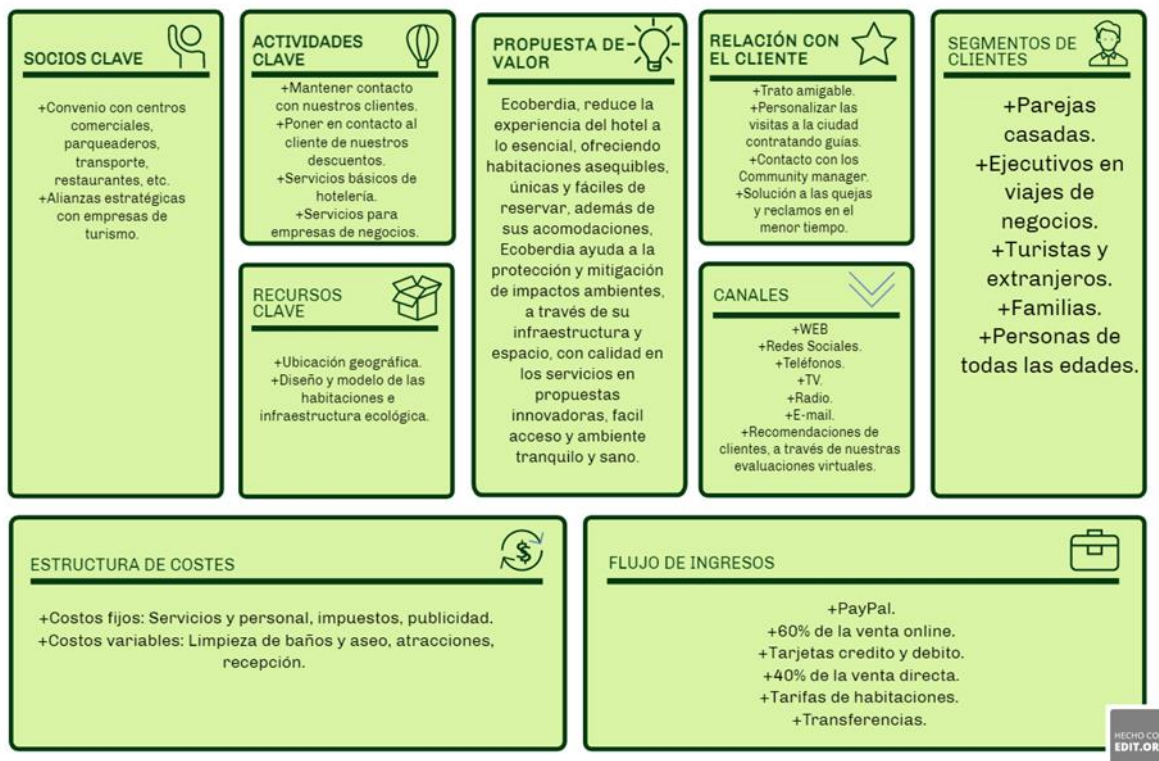 SOCIOS CLAVE
+Convenio con centros
comerciales,
parqueaderos,
transporte,
restaurantes, etc.
+Alianzas estratégicas
con empresas de
turismo.
ACTIVIDADES
CLAVE
+Mantener contacto
con nuestros clientes.
+Poner en contacto al
cliente de nuestros
descuentos.
+Servicios básicos de
hotelería.
+Servicios para
empresas de negocios.
RECURSOS
CLAVE
+Ubicación geográfica.
+Diseño y modelo de las
habitaciones e
infraestructura ecológica.
PROPUESTA DE
VALOR
Ecoberdia, reduce la
experiencia del hotel a
lo esencial, ofreciendo
habitaciones asequibles,
únicas y fáciles de
reservar, además de
sus acomodaciones,
Ecoberdia ayuda a la
protección y mitigación
de impactos ambientes,
a través de su
infraestructura y
espacio, con calidad en
los servicios en
propuestas
innovadoras, facil
acceso y ambiente
tranquilo y sano.
RELACIÓN CON
EL CLIENTE
+Trato amigable.
+Personalizar las
visitas a la ciudad
contratando guías.
+Contacto con los
Community manager.
+Solución a las quejas
y reclamos en el
menor tiempo.
CANALES
+WEB
+Redes Sociales.
+Teléfonos.
+TV.
+Radio.
+E-mail.
+Recomendaciones de
clientes, a través de nuestras
evaluaciones virtuales.
SEGMENTOS DE
CLIENTES
+Parejas
casadas.
+Ejecutivos en
viajes de
negocios.
+Turistas y
extranjeros.
+Familias.
+Personas de
todas las edades.
ESTRUCTURA DE COSTES
+Costos fijos: Servicios y personal, impuestos, publicidad.
+Costos variables: Limpieza de baños y aseo, atracciones,
recepción.
FLUJO DE INGRESOS
+PayPal.
+60% de la venta online.
+Tarjetas credito y debito.
+40% de la venta directa.
+Tarifas de habitaciones.
+Transferencias.
HECHO CO
EDIT.OR